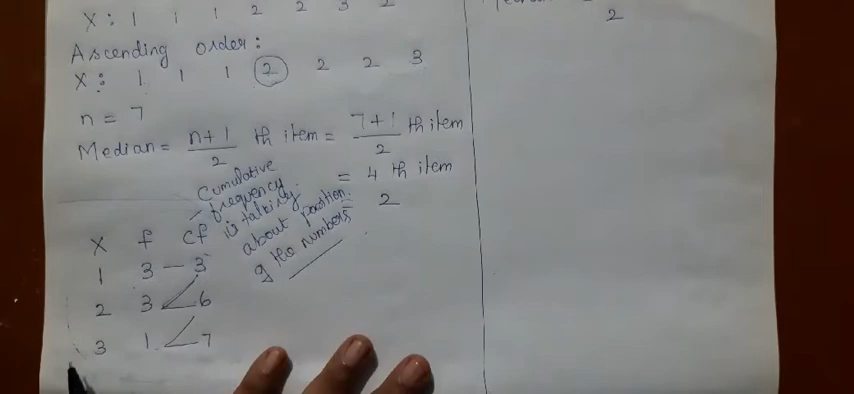 X : 1 1 1 2 2 3 2
Ascending order :
X : 1 1 1 2 2 2 3
n = 7
Median = n+1/2 th item = 7+1/2 th item
= 4 th item
= 2
Cumulative
frequency
is talking
about position
of the numbers
X f cf
1 3 – 3
2 3 6
3 1 7
2